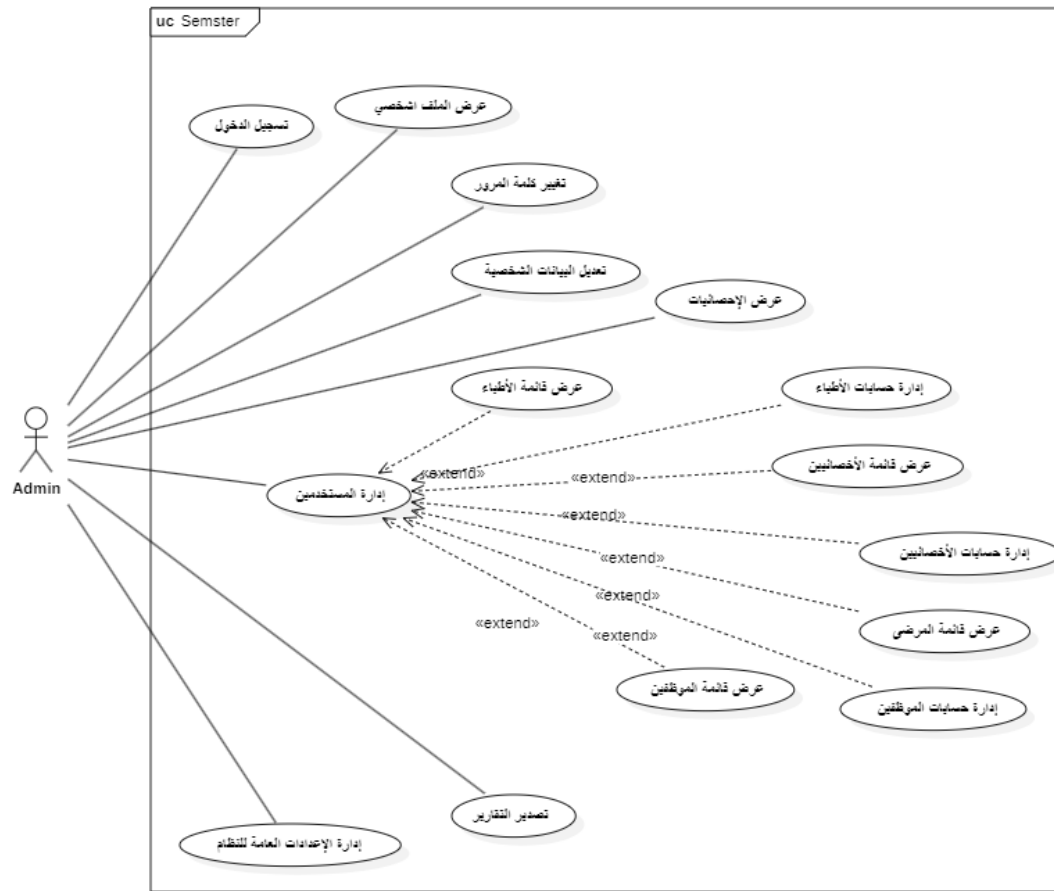 uc Semster
عرض الملف اشخصي
تسجيل الدخول
تغيير كلمة المرور
تعديل البيانات الشخصية
عرض الإحصائيات
عرض قائمة الأطباء
إدارة حسابات الأطباء
Admin
إدارة المستخدمين
«extend»
«extend»
عرض قائمة الأخصائيين
«extend»
إدارة حسابات الأخصائيين
«extend»
«extend»
«extend»
«extend»
عرض قائمة المرضى
عرض قائمة الموظفين
إدارة حسابات الموظفين
تصدير التقارير
إدارة الإعدادات العامة للنظام